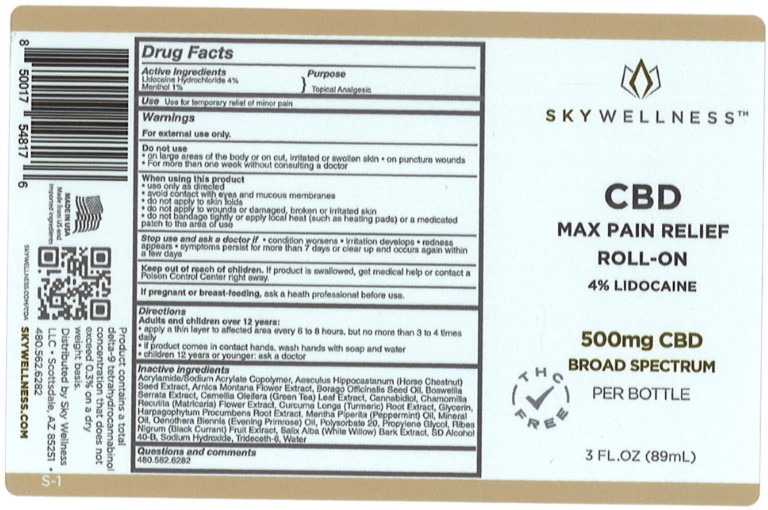 Drug Facts
Active Ingredients
Purpose
Lidocaine Hydrochloride 4%
Menthol 1%
Topical Analgesic
Use Use for temporary relief of minor pain
Warnings
For external use only.
Do not use
• on large areas of the body or on cut, irritated or swollen skin • on puncture wounds
• For more than one week without consulting a doctor
When using this product
• use only as directed
• avoid contact with eyes and mucous membranes
• do not apply to skin folds
• do not apply to wounds or damaged, broken or irritated skin
• do not bandage tightly or apply local heat (such as heating pads) or a medicated
patch to the area of use
Stop use and ask a doctor if • condition worsens • irritation develops • redness
appears • symptoms persist for more than 7 days or clear up and occurs again within
a few days
Keep out of reach of children. If product is swallowed, get medical help or contact a
Poison Control Center right away.
If pregnant or breast-feeding, ask a heath professional before use.
Directions
Adults and children over 12 years:
• apply a thin layer to affected area every 6 to 8 hours, but no more than 3 to 4 times
daily
• if product comes in contact hands, wash hands with soap and water
• children 12 years or younger: ask a doctor
Inactive ingredients
Acrylamide/Sodium Acrylate Copolymer, Aesculus Hippocastanum (Horse Chestnut)
Seed Extract, Arnica Montana Flower Extract, Borago Officinalis Seed Oil, Boswellia
Serrata Extract, Camellia Oleifera (Green Tea) Leaf Extract, Cannabidiol, Chamomilla
Recutita (Matricaria) Flower Extract, Curcuma Longa (Turmeric) Root Extract, Glycerin,
Harpagophytum Procumbens Root Extract, Mentha Piperita (Peppermint) Oil, Mineral
Oil, Oenothera Biennis (Evening Primrose) Oil, Polysorbate 20, Propylene Glycol, Ribes
Nigrum (Black Currant) Fruit Extract, Salix Alba (White Willow) Bark Extract, SD Alcohol
40-B, Sodium Hydroxide, Trideceth-6, Water
Questions and comments
480.562.6282
8 50017 54817 6
MADE IN USA
Made from US and
imported ingredients
SKYWELLNESS.COM/COA
Product contains a total
delta-9 tetrahydrocannabinol
concentration that does not
exceed 0.3% on a dry
weight basis.
Distributed by Sky Wellness
LLC • Scottsdale, AZ 85251 •
480.562.6282
SKYWELLNESS.COM
S-1
SKYWELLNESS™
CBD
MAX PAIN RELIEF
ROLL-ON
4% LIDOCAINE
500mg CBD
BROAD SPECTRUM
PER BOTTLE
THC
FREE
3 FL.OZ (89mL)